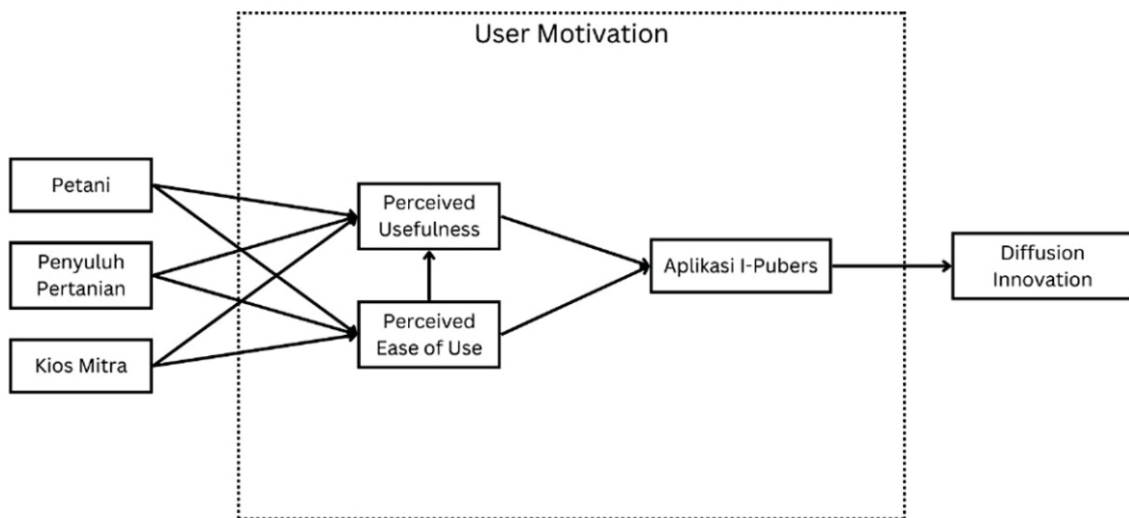 User Motivation
Petani
Penyuluh
Pertanian
Kios Mitra
Perceived
Usefulness
Perceived
Ease of Use
Aplikasi I-Pubers
Diffusion
Innovation